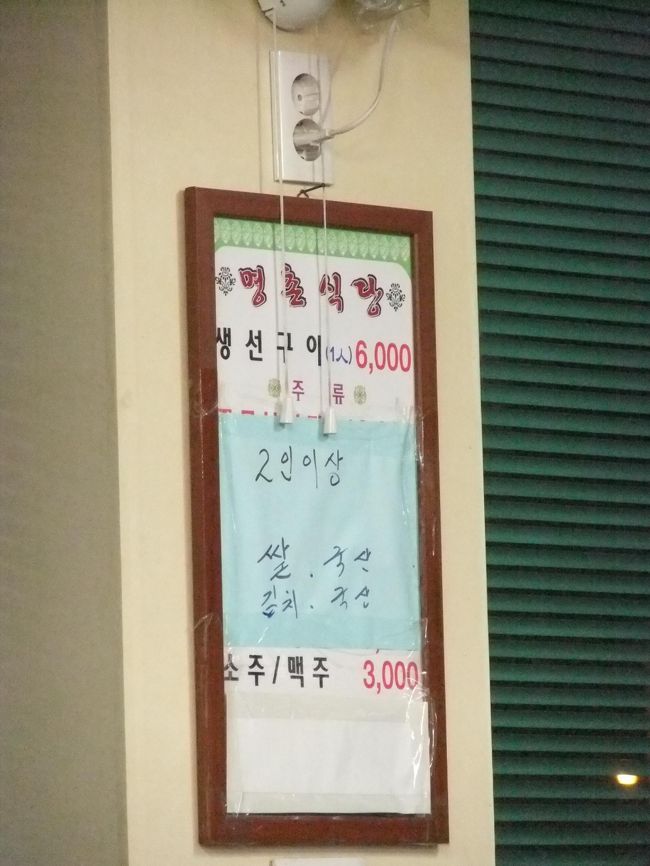 명촌식당
생선구이(1人) 6,000
주류
2인이상
쌀. 국산
김치. 국산
소주/맥주 3,000